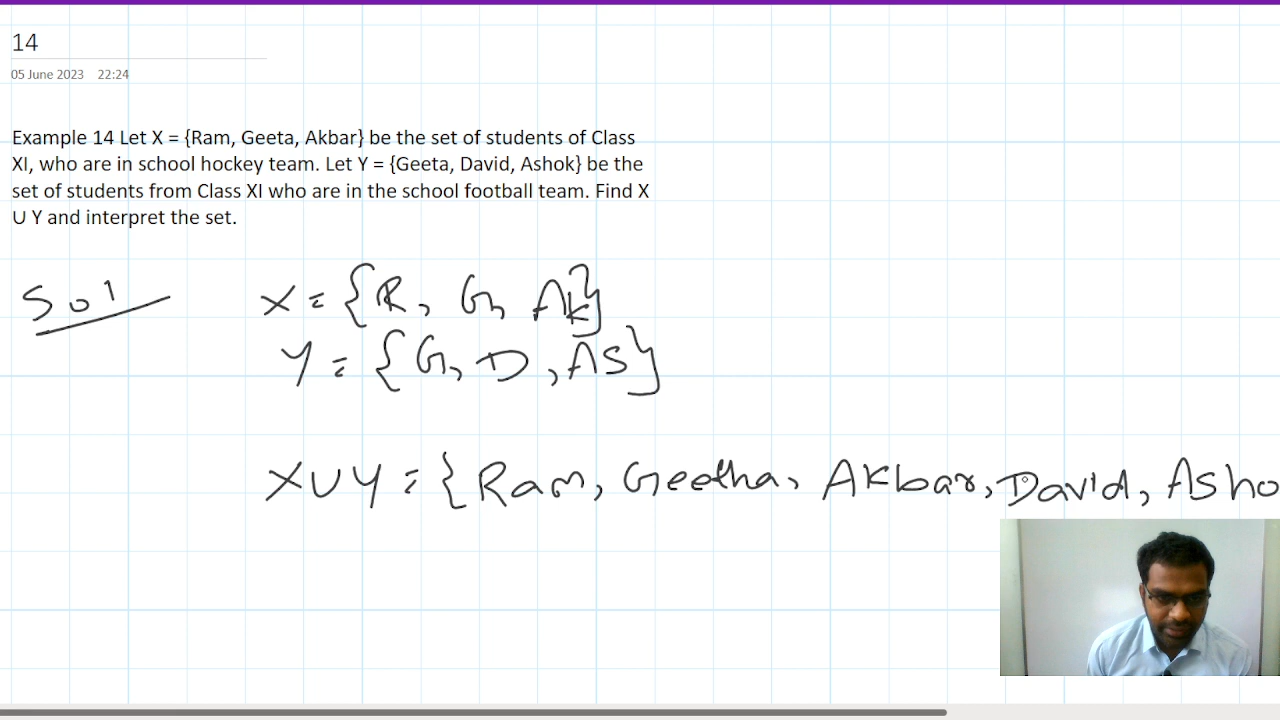 14
05 June 2023 22:24
Example 14 Let X = {Ram, Geeta, Akbar} be the set of students of Class
XI, who are in school hockey team. Let Y = {Geeta, David, Ashok} be the
set of students from Class XI who are in the school football team. Find X
∪ Y and interpret the set.
Sol
X = {R, G, Ak}
Y = {G, D, AS}
X∪Y = {Ram, Geetha, Akbar, David, Asho